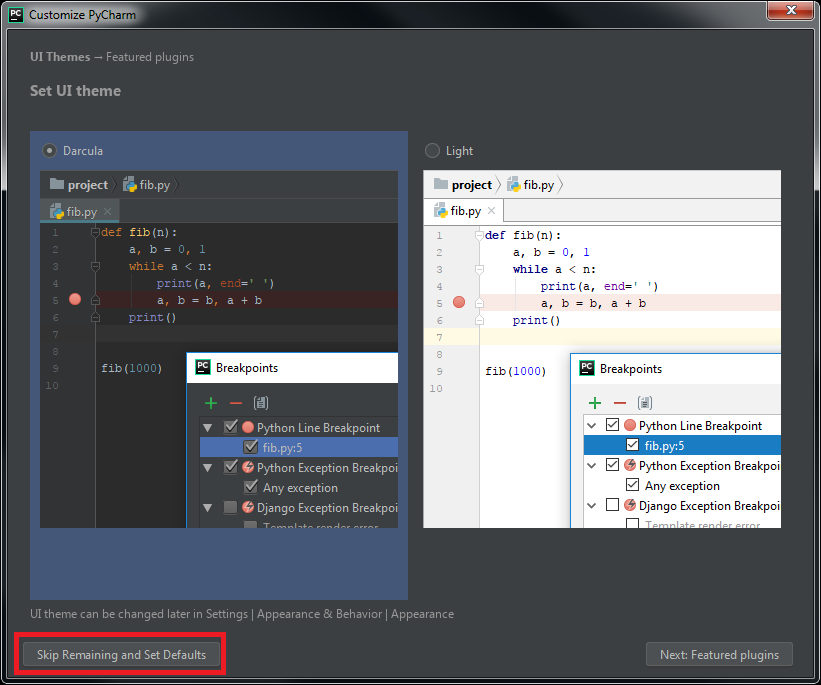 Customize PyCharm
UI Themes → Featured plugins
Set UI theme
Darcula
project
fib.py
fib.py
1 def fib(n):
2 a, b = 0, 1
3 while a < n:
4 print(a, end=' ')
5 a, b = b, a + b
6 print()
7
8
9 fib(1000)
10
PC Breakpoints
Python Line Breakpoint
fib.py:5
Python Exception Breakpoi
Any exception
Django Exception Breakpoi
Template render error
Light
project
fib.py
fib.py
1 def fib(n):
2 a, b = 0, 1
3 while a < n:
4 print(a, end=' ')
5 a, b = b, a + b
6 print()
7
8
9 fib(1000)
10
PC Breakpoints
Python Line Breakpoint
fib.py:5
Python Exception Breakpoi
Any exception
Django Exception Breakpoi
Template render error
UI theme can be changed later in Settings | Appearance & Behavior | Appearance
Skip Remaining and Set Defaults
Next: Featured plugins